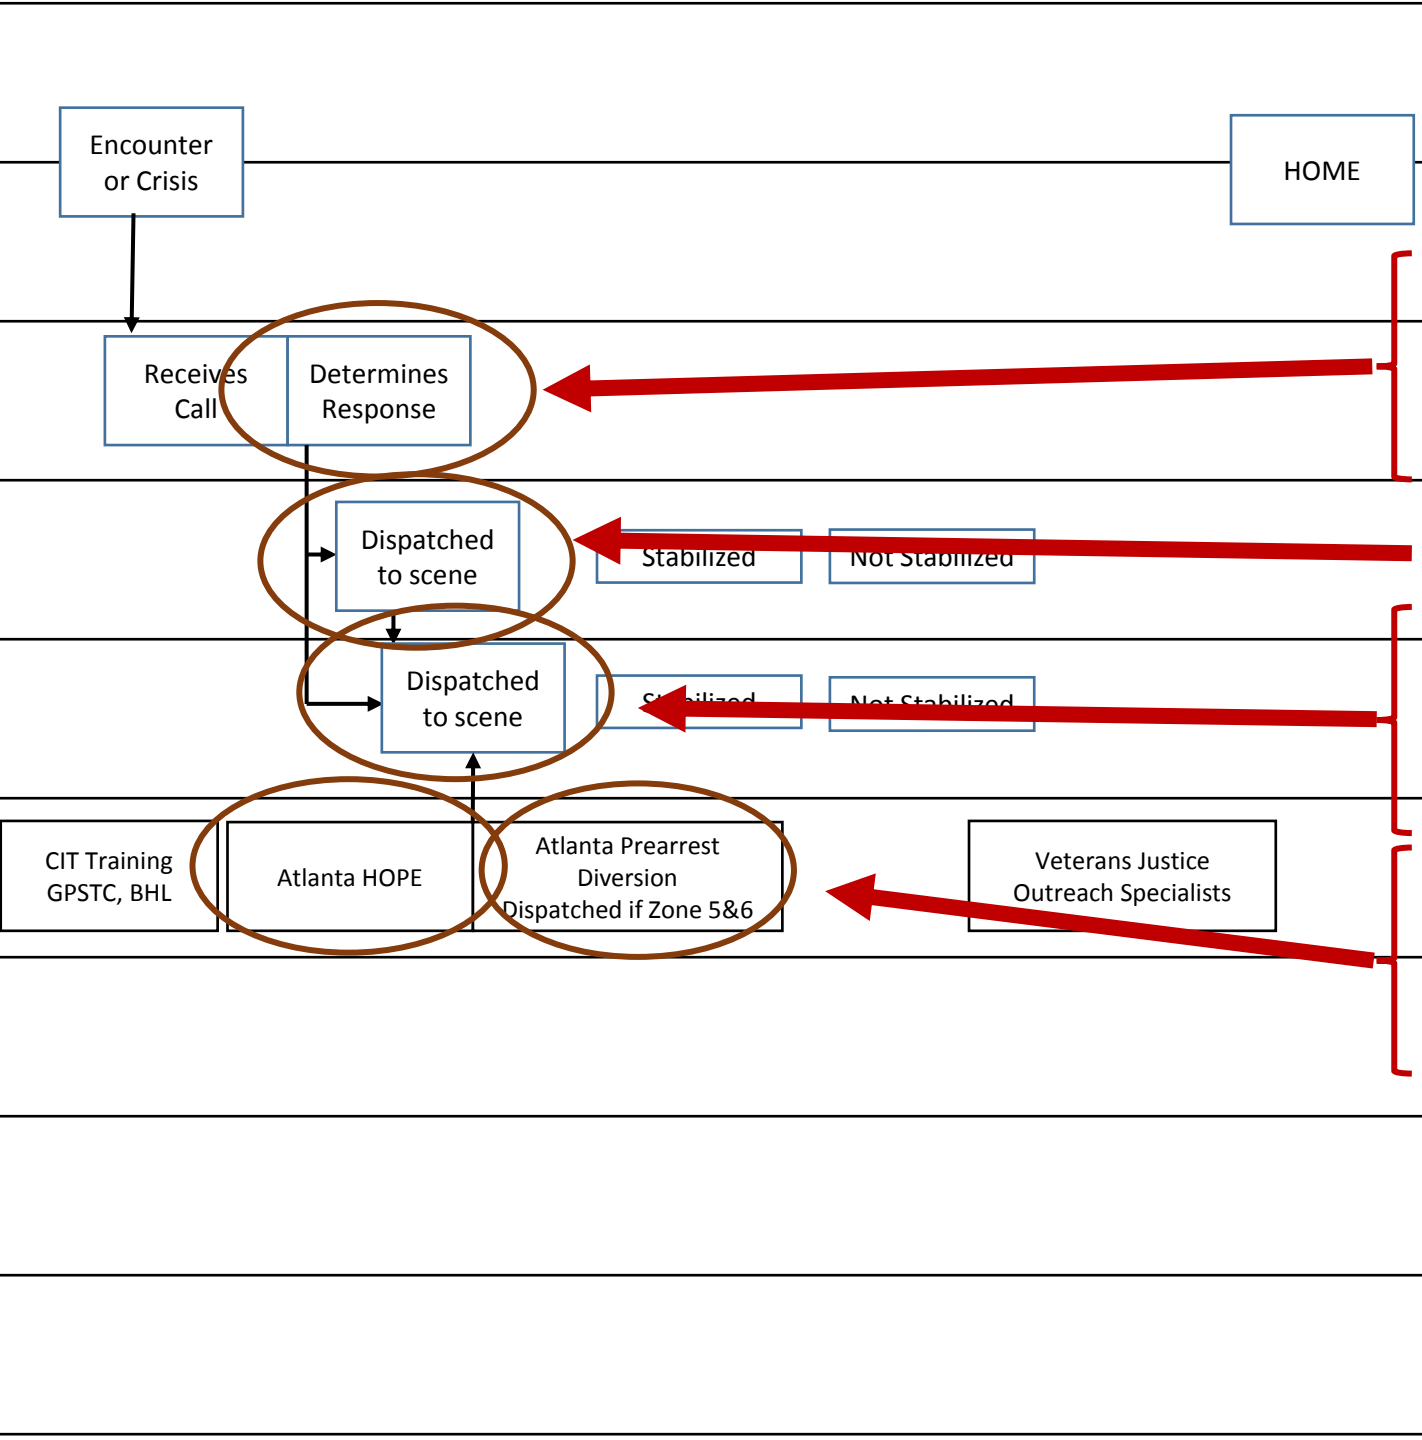 Encounter
or Crisis
HOME
Receives
Call
Determines
Response
Dispatched
to scene
Stabilized
Not Stabilized
Dispatched
to scene
Stabilized
Not Stabilized
CIT Training
GPSTC, BHL
Atlanta HOPE
Atlanta Prearrest
Diversion
Dispatched if Zone 5&6
Veterans Justice
Outreach Specialists